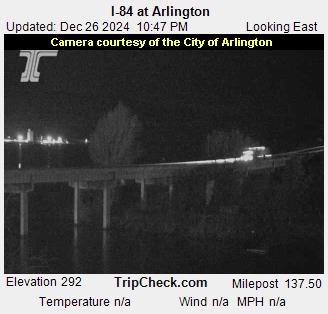 I-84 at Arlington
Updated: Dec 26 2024 10:47 PM Looking East
Camera courtesy of the City of Arlington
Elevation 292 TripCheck.com Milepost 137.50
Temperature n/a Wind n/a MPH n/a